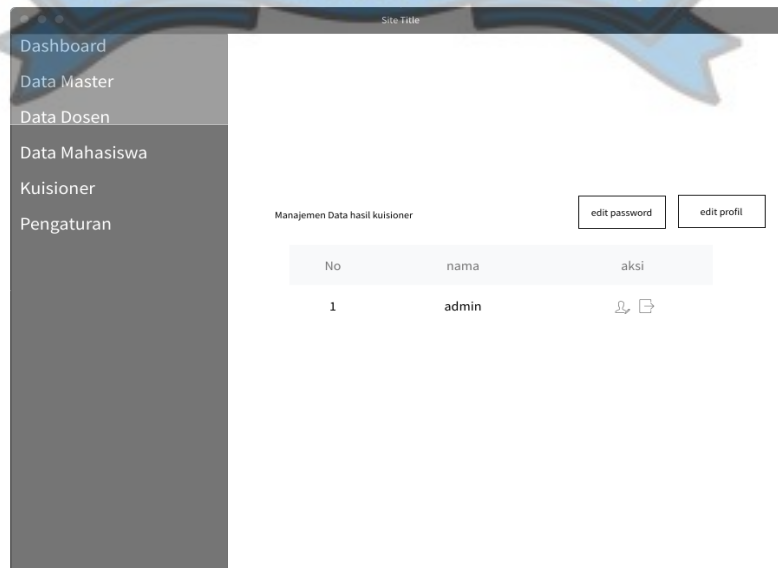 Site Title
Dashboard
Data Master
Data Dosen
Data Mahasiswa
Kuisioner
Pengaturan
Manajemen Data hasil kuisioner
edit password
edit profil
No nama aksi
1 admin